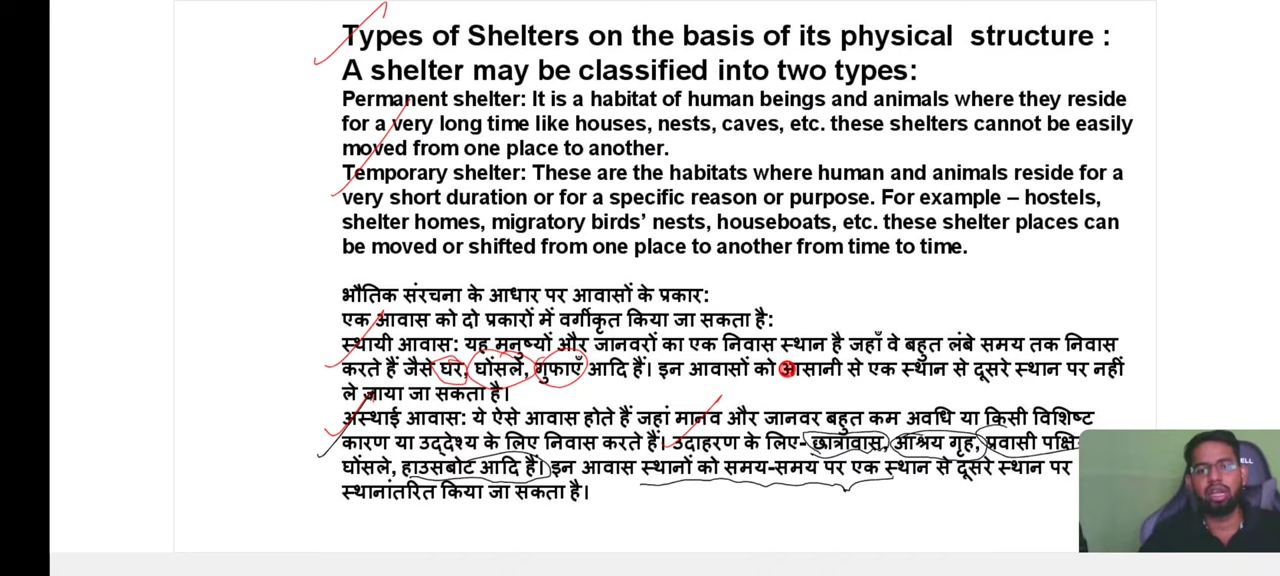 Types of Shelters on the basis of its physical structure :
A shelter may be classified into two types:
Permanent shelter: It is a habitat of human beings and animals where they reside
for a very long time like houses, nests, caves, etc. these shelters cannot be easily
moved from one place to another.
Temporary shelter: These are the habitats where human and animals reside for a
very short duration or for a specific reason or purpose. For example – hostels,
shelter homes, migratory birds’ nests, houseboats, etc. these shelter places can
be moved or shifted from one place to another from time to time.
भौतिक संरचना के आधार पर आवासों के प्रकार:
एक आवास को दो प्रकारों में वर्गीकृत किया जा सकता है:
स्थायी आवास: यह मनुष्यों और जानवरों का एक निवास स्थान है जहाँ वे बहुत लंबे समय तक निवास
करते हैं जैसे घर, घोंसले, गुफाएँ आदि हैं। इन आवासों को आसानी से एक स्थान से दूसरे स्थान पर नहीं
ले जाया जा सकता है।
अस्थाई आवास: ये ऐसे आवास होते हैं जहां मानव और जानवर बहुत कम अवधि या किसी विशिष्ट
कारण या उद्देश्य के लिए निवास करते हैं। उदाहरण के लिए- छात्रावास, आश्रय गृह, प्रवासी
घोंसले, हाउसबोट आदि हैं। इन आवास स्थानों को समय-समय पर एक स्थान से दूसरे स्थान पर
स्थानांतरित किया जा सकता है।